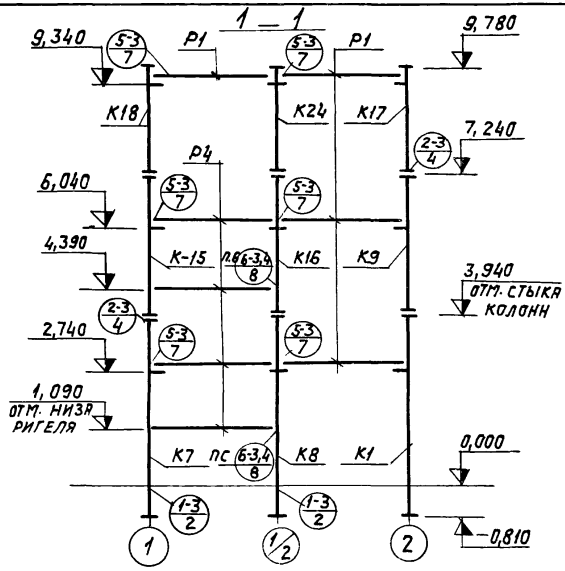 1 — 1
9,340
5-3
7
P1
5-3
7
P1
9,780
K18
K24
K17
7,240
2-3
4
P4
6,040
5-3
7
5-3
7
4,390
K-15
п.в
6-3,4
8
K16
K9
3,940
ОТМ. СТЫКА
КОЛОНН
2-3
4
2,740
5-3
7
5-3
7
1,090
ОТМ. НИЗА
РИГЕЛЯ
K7
ПС
6-3,4
8
K8
K1
0,000
1-3
2
1-3
2
1
1/2
2
-0,810